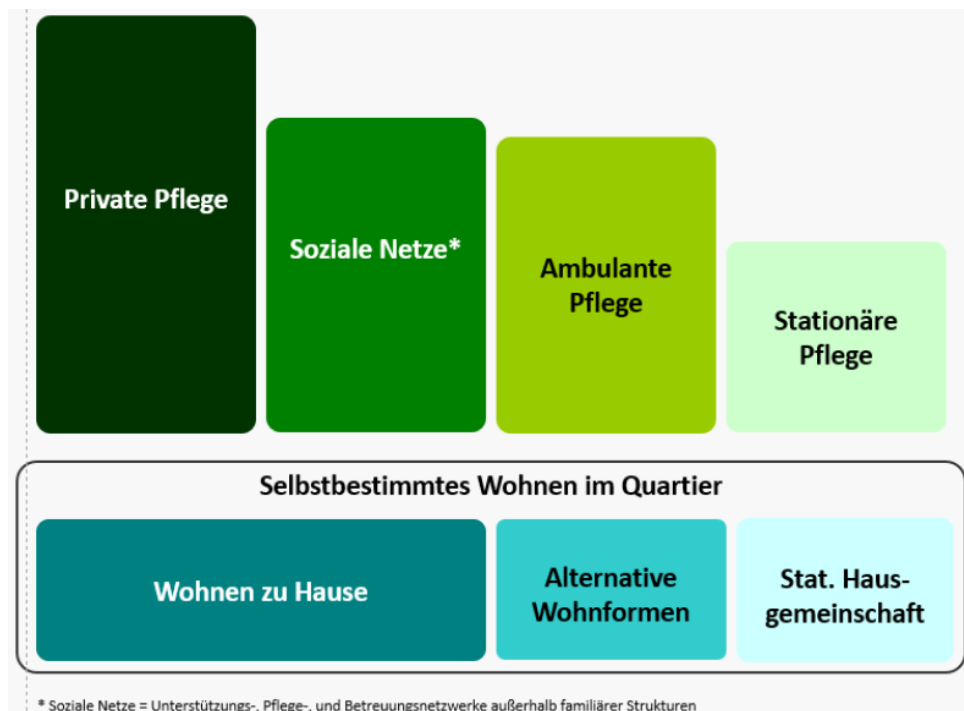 Private Pflege
Soziale Netze*
Ambulante
Pflege
Stationäre
Pflege
Selbstbestimmtes Wohnen im Quartier
Wohnen zu Hause
Alternative
Wohnformen
Stat. Haus-
gemeinschaft
* Soziale Netze = Unterstützungs-, Pflege-, und Betreuungsnetzwerke außerhalb familiärer Strukturen